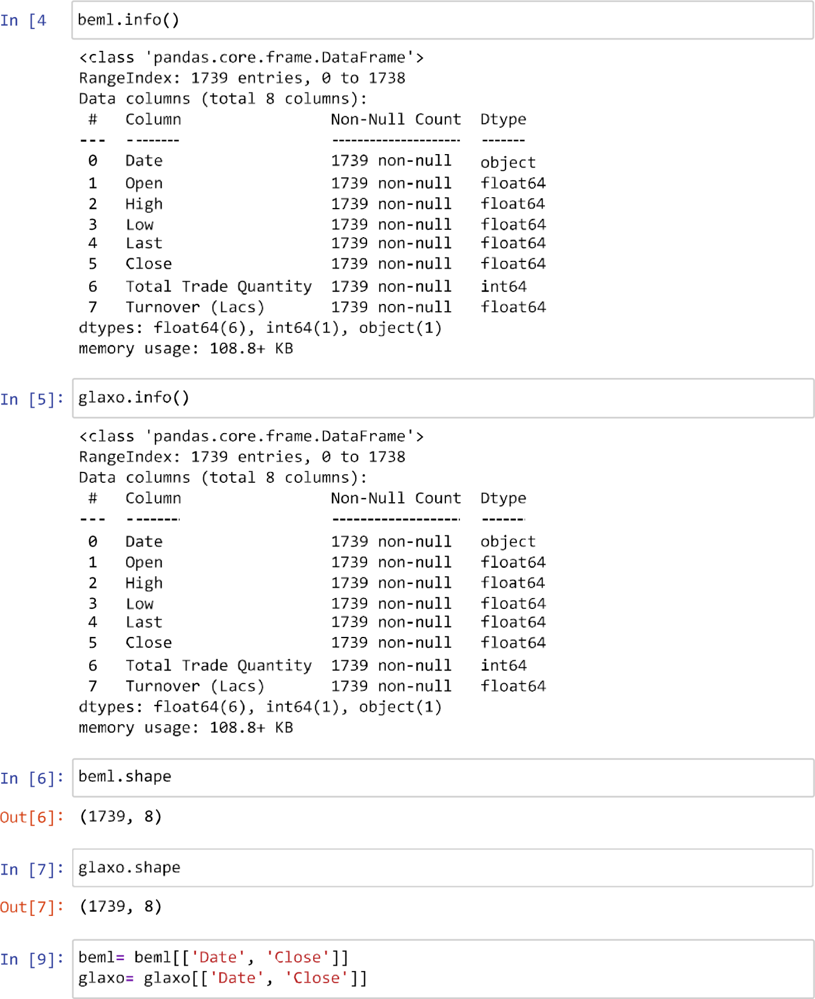 In [4
beml.info()
<class 'pandas.core.frame.DataFrame'>
RangeIndex: 1739 entries, 0 to 1738
Data columns (total 8 columns):
#   Column   Non-Null Count   Dtype
---   --------   ---------------------   -------
0   Date   1739 non-null   object
1   Open   1739 non-null   float64
2   High   1739 non-null   float64
3   Low   1739 non-null   float64
4   Last   1739 non-null   float64
5   Close   1739 non-null   float64
6   Total Trade Quantity   1739 non-null   int64
7   Turnover (Lacs)   1739 non-null   float64
dtypes: float64(6), int64(1), object(1)
memory usage: 108.8+ KB
In [5]: glaxo.info()
<class 'pandas.core.frame.DataFrame'>
RangeIndex: 1739 entries, 0 to 1738
Data columns (total 8 columns):
#   Column   Non-Null Count   Dtype
---   -------   -------------------   ------
0   Date   1739 non-null   object
1   Open   1739 non-null   float64
2   High   1739 non-null   float64
3   Low   1739 non-null   float64
4   Last   1739 non-null   float64
5   Close   1739 non-null   float64
6   Total Trade Quantity   1739 non-null   int64
7   Turnover (Lacs)   1739 non-null   float64
dtypes: float64(6), int64(1), object(1)
memory usage: 108.8+ KB
In [6]: beml.shape
Out[6]: (1739, 8)
In [7]: glaxo.shape
Out[7]: (1739, 8)
In [9]: beml= beml[['Date', 'Close']]
glaxo= glaxo[['Date', 'Close']]